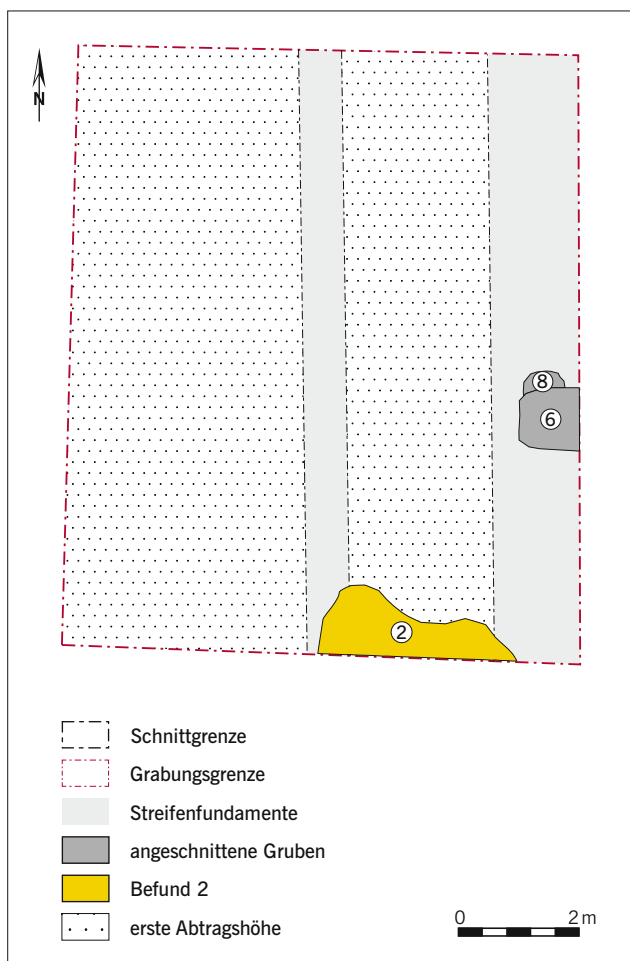 N
8
6
2
Schnittgrenze
Grabungsgrenze
Streifenfundamente
angeschnittene Gruben
Befund 2
erste Abtragshöhe
0 2 m